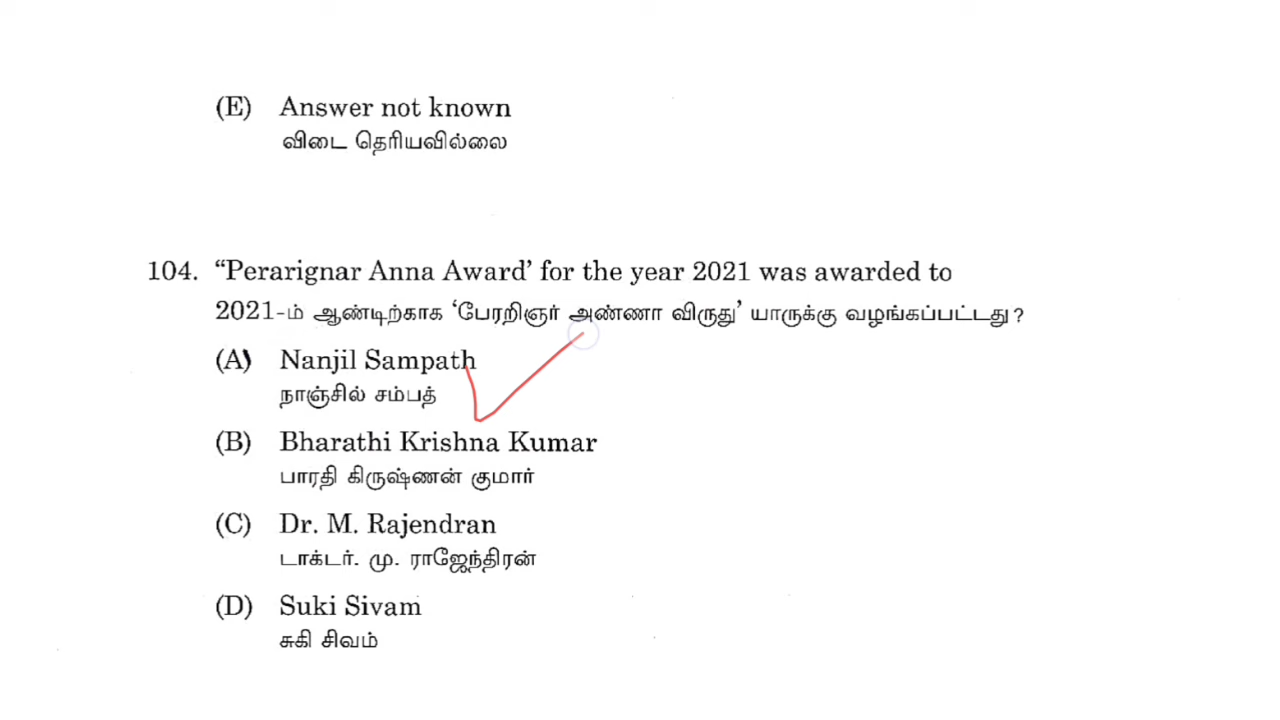 (E) Answer not known
விடை தெரியவில்லை
104. “Perarignar Anna Award’ for the year 2021 was awarded to
2021-ம் ஆண்டிற்காக ‘பேரறிஞர் அண்ணா விருது’ யாருக்கு வழங்கப்பட்டது?
(A) Nanjil Sampath
நாஞ்சில் சம்பத்
(B) Bharathi Krishna Kumar
பாரதி கிருஷ்ணன் குமார்
(C) Dr. M. Rajendran
டாக்டர். மு. ராஜேந்திரன்
(D) Suki Sivam
சுகி சிவம்